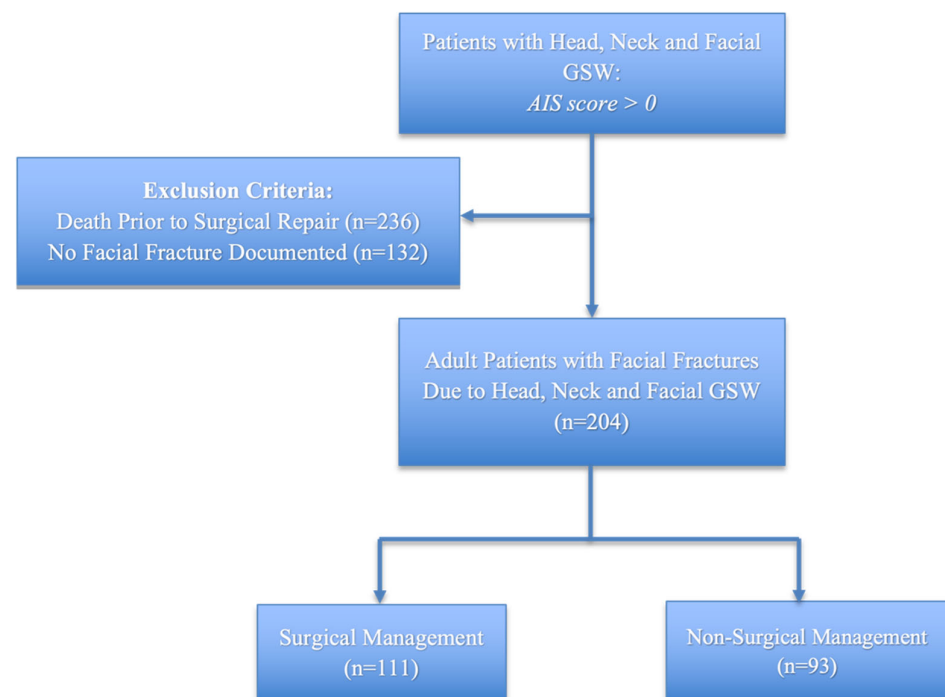 Patients with Head, Neck and Facial
GSW:
AIS score > 0
Exclusion Criteria:
Death Prior to Surgical Repair (n=236)
No Facial Fracture Documented (n=132)
Adult Patients with Facial Fractures
Due to Head, Neck and Facial GSW
(n=204)
Surgical Management
(n=111)
Non-Surgical Management
(n=93)